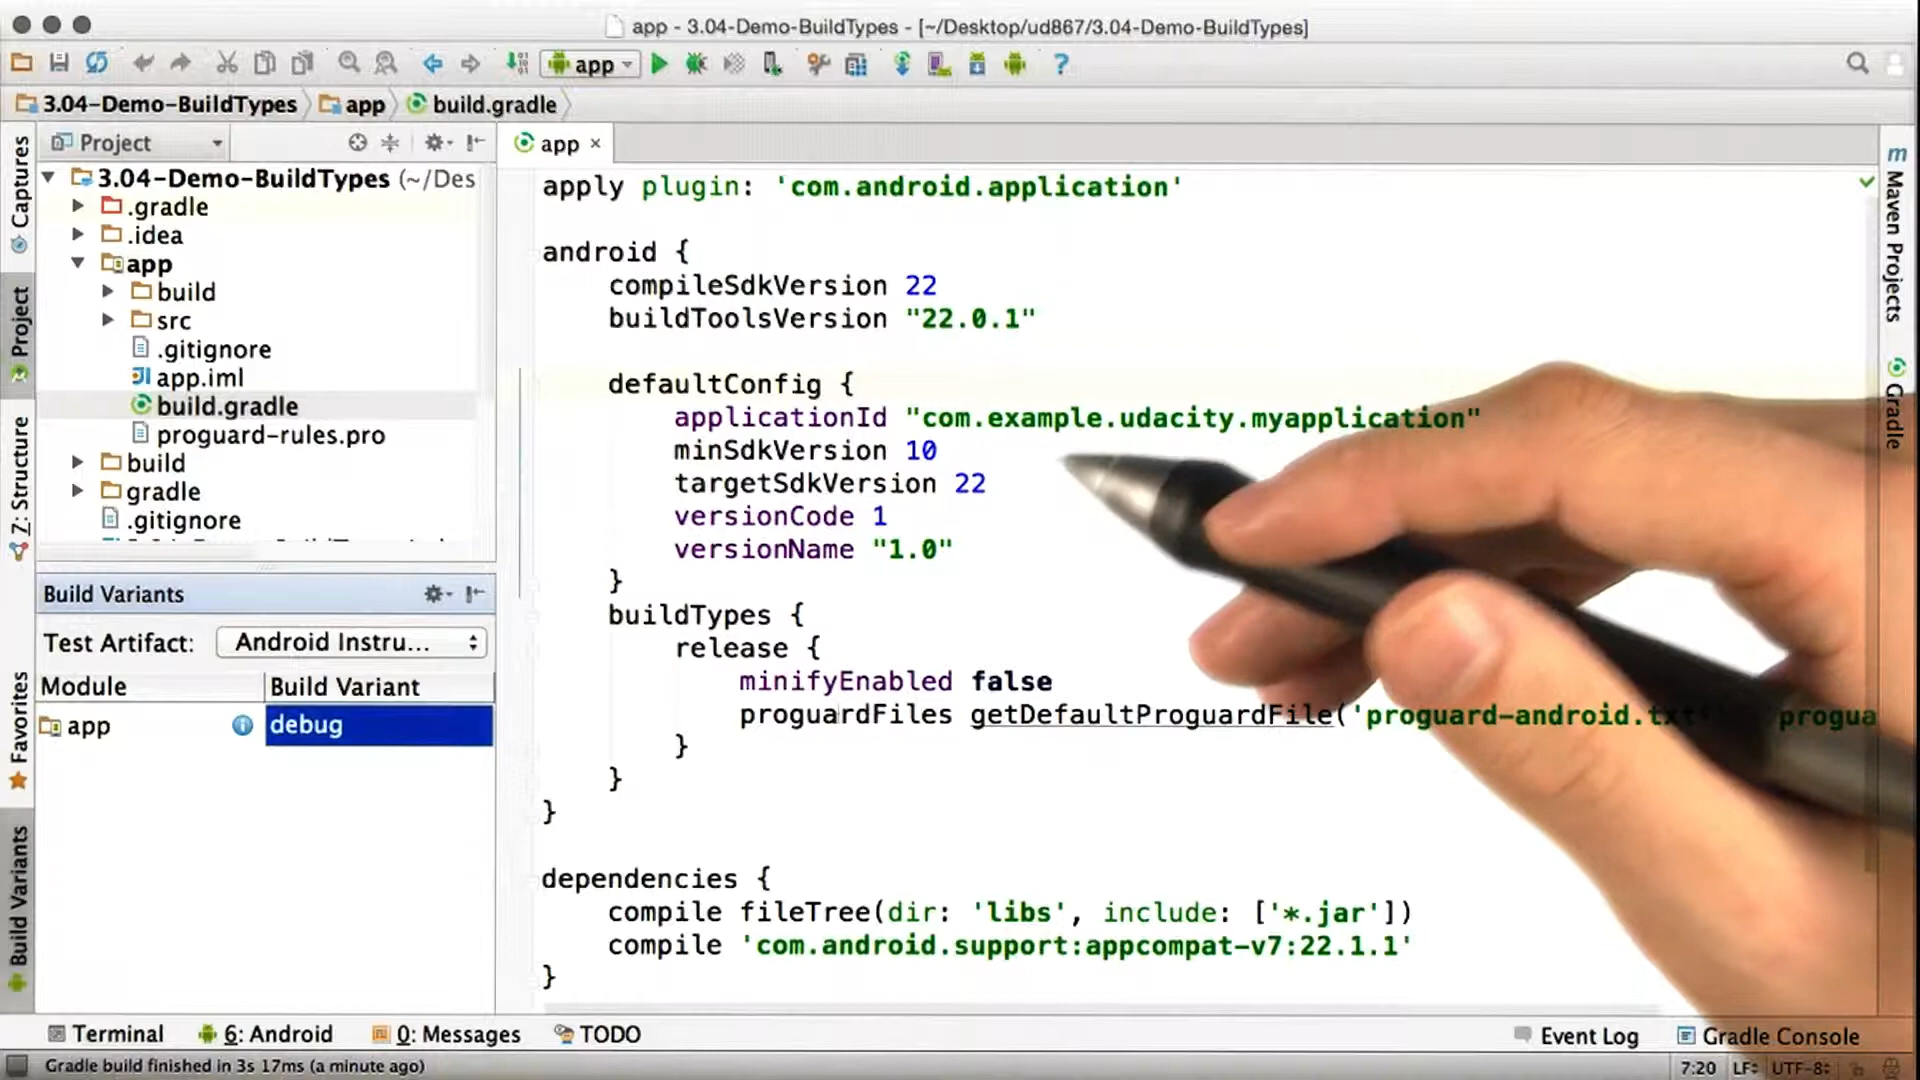 app - 3.04-Demo-BuildTypes - [~/Desktop/ud867/3.04-Demo-BuildTypes]
app
3.04-Demo-BuildTypes
app
build.gradle
Captures
Project
Z: Structure
Favorites
Build Variants
Project
3.04-Demo-BuildTypes (~/Des
.gradle
.idea
app
build
src
.gitignore
app.iml
build.gradle
proguard-rules.pro
build
gradle
.gitignore
Build Variants
Test Artifact: Android Instru...
Module Build Variant
app debug
app
apply plugin: 'com.android.application'
android {
compileSdkVersion 22
buildToolsVersion "22.0.1"
defaultConfig {
applicationId "com.example.udacity.myapplication"
minSdkVersion 10
targetSdkVersion 22
versionCode 1
versionName "1.0"
}
buildTypes {
release {
minifyEnabled false
proguardFiles getDefaultProguardFile('proguard-android.txt' progua
}
}
}
dependencies {
compile fileTree(dir: 'libs', include: ['*.jar'])
compile 'com.android.support:appcompat-v7:22.1.1'
}
m Maven Projects
Gradle
Terminal 6: Android 0: Messages TODO Event Log Gradle Console
Gradle build finished in 3s 17ms (a minute ago) 7:20 LF UTF-8